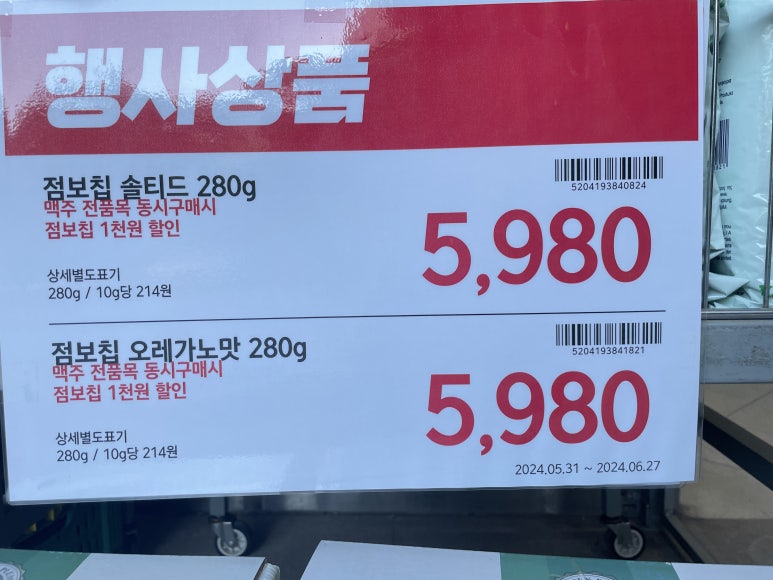 행사상품
점보칩 솔티드 280g
맥주 전품목 동시구매시
점보칩 1천원 할인
5204193840824
5,980
상세별도표기
280g / 10g당 214원
점보칩 오레가노맛 280g
맥주 전품목 동시구매시
점보칩 1천원 할인
5204193841821
5,980
상세별도표기
280g / 10g당 214원
2024.05.31 ~ 2024.06.27